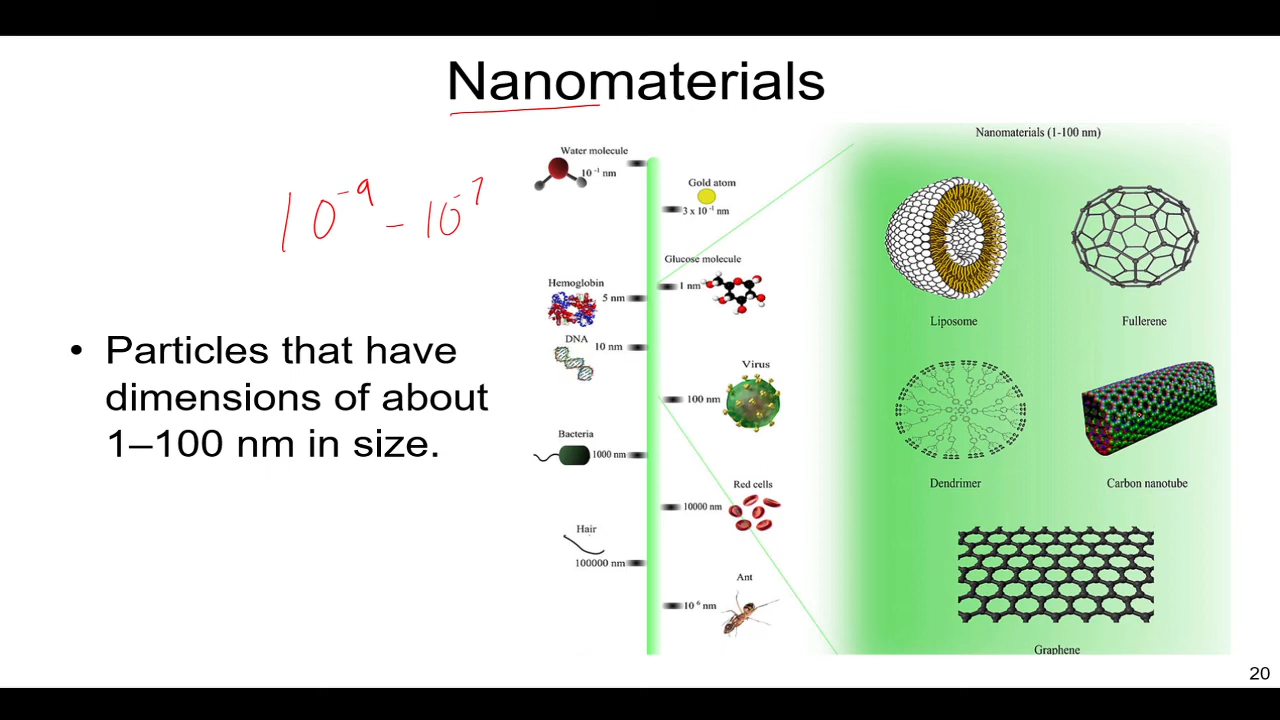 Nanomaterials
10⁻⁹ – 10⁻⁷
• Particles that have
dimensions of about
1–100 nm in size.
Water molecule
10⁻¹ nm
Gold atom
3 x 10⁻¹ nm
Glucose molecule
1 nm
Hemoglobin
5 nm
DNA
10 nm
Virus
100 nm
Bacteria
1000 nm
Red cells
10000 nm
Hair
100000 nm
Ant
10⁶ nm
Nanomaterials (1-100 nm)
Liposome
Fullerene
Dendrimer
Carbon nanotube
Graphene
20